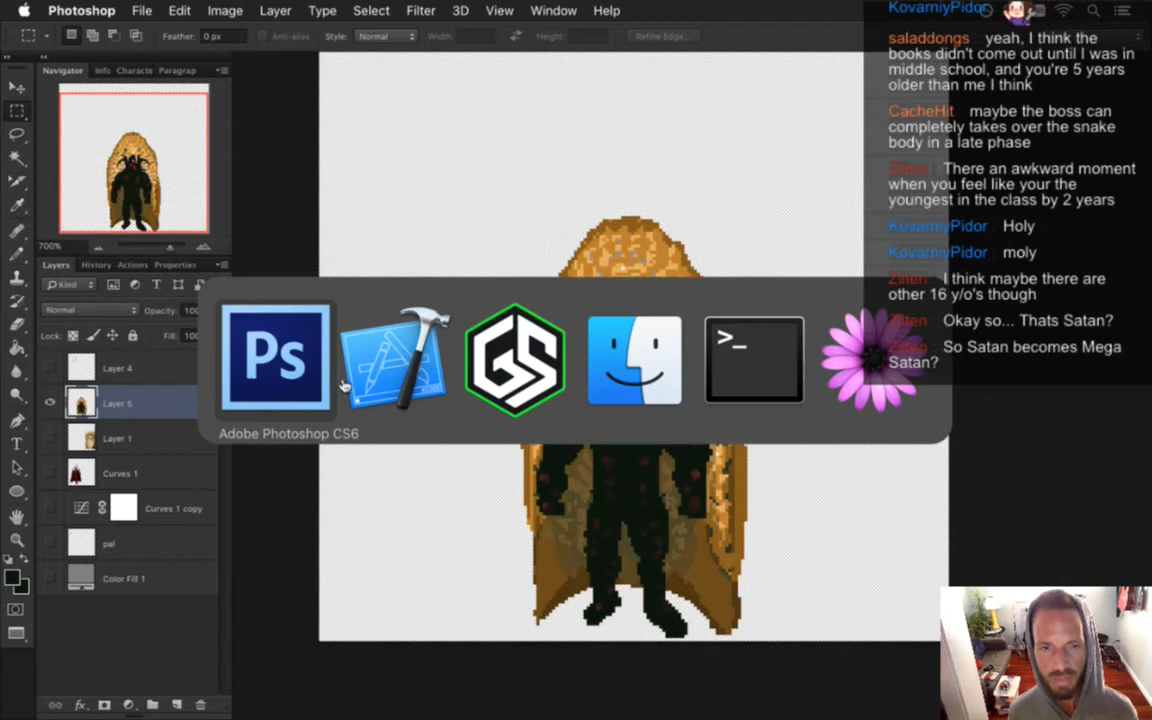 Photoshop File Edit Image Layer Type Select Filter 3D View Window Help
KovarniyPidor
Feather: 0 px Anti-alias Style: Normal Width: Height: Refine Edge...
saladdongs yeah, I think the
books didn't come out until I was in
middle school, and you're 5 years
older than me I think
Navigator Info Characte Paragrap
CacheHit maybe the boss can
completely takes over the snake
body in a late phase
Zilten There an awkward moment
when you feel like your the
youngest in the class by 2 years
KovarniyPidor Holy
700%
KovarniyPidor moly
Layers History Actions Properties
Zilten I think maybe there are
other 16 y/o's though
Kind
Normal Opacity: 100
Zilten Okay so... Thats Satan?
Lock: Fill: 100
Zilten So Satan becomes Mega
Satan?
Ps
GS
>_
Layer 4
Layer 5
Adobe Photoshop CS6
Layer 1
Curves 1
Curves 1 copy
pal
Color Fill 1
fx